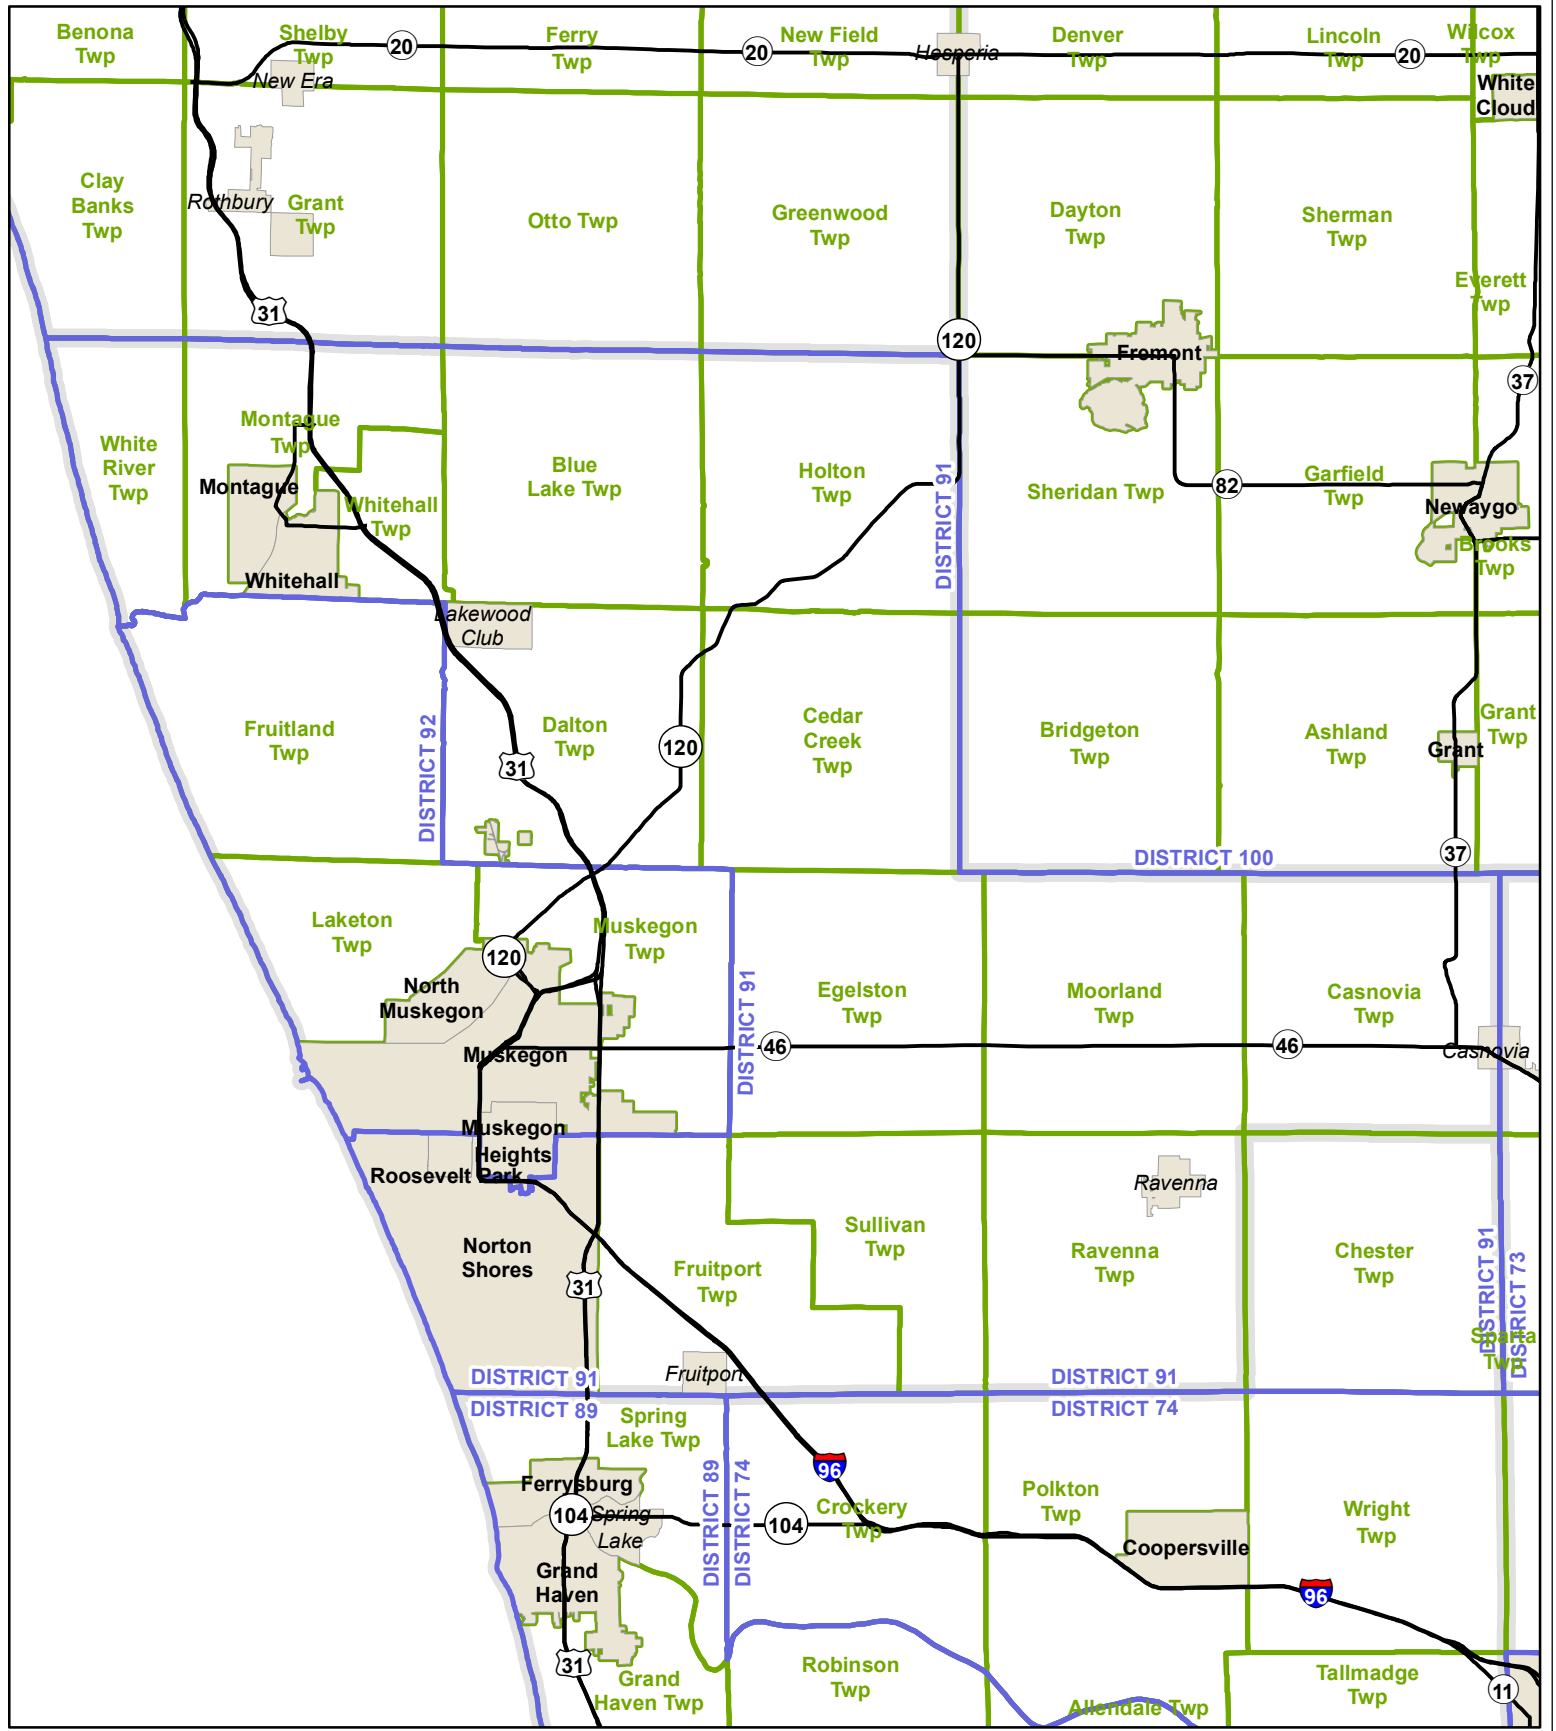 Benona
Twp
Shelby
Twp
20
Ferry
Twp
20
New Field
Twp
Hesperia
Denver
Twp
Lincoln
Twp
20
Wilcox
Twp
New Era
White
Cloud
Clay
Banks
Twp
Rothbury
Grant
Twp
Otto Twp
Greenwood
Twp
Dayton
Twp
Sherman
Twp
Everett
Twp
31
120
Fremont
37
White
River
Twp
Montague
Twp
Montague
Whitehall
Twp
Whitehall
Blue
Lake Twp
Holton
Twp
DISTRICT 91
Sheridan Twp
82
Garfield
Twp
Newaygo
Brooks
Twp
Lakewood
Club
Fruitland
Twp
DISTRICT 92
31
Dalton
Twp
120
Cedar
Creek
Twp
Bridgeton
Twp
Ashland
Twp
Grant
Grant
Twp
37
DISTRICT 100
Laketon
Twp
120
Muskegon
Twp
North
Muskegon
DISTRICT 91
Egelston
Twp
Moorland
Twp
Casnovia
Twp
Muskegon
46
46
Casnovia
Muskegon
Heights
Roosevelt Park
Ravenna
Norton
Shores
31
Fruitport
Twp
Sullivan
Twp
Ravenna
Twp
Chester
Twp
DISTRICT 91
DISTRICT 73
Sparta
Twp
Fruitport
DISTRICT 91
DISTRICT 89
DISTRICT 91
DISTRICT 74
Spring
Lake Twp
DISTRICT 89
DISTRICT 74
96
Ferrysburg
104
Spring
Lake
104
Crockery
Twp
Polkton
Twp
Coopersville
Wright
Twp
Grand
Haven
96
31
Grand
Haven Twp
Robinson
Twp
Allendale Twp
Tallmadge
Twp
11